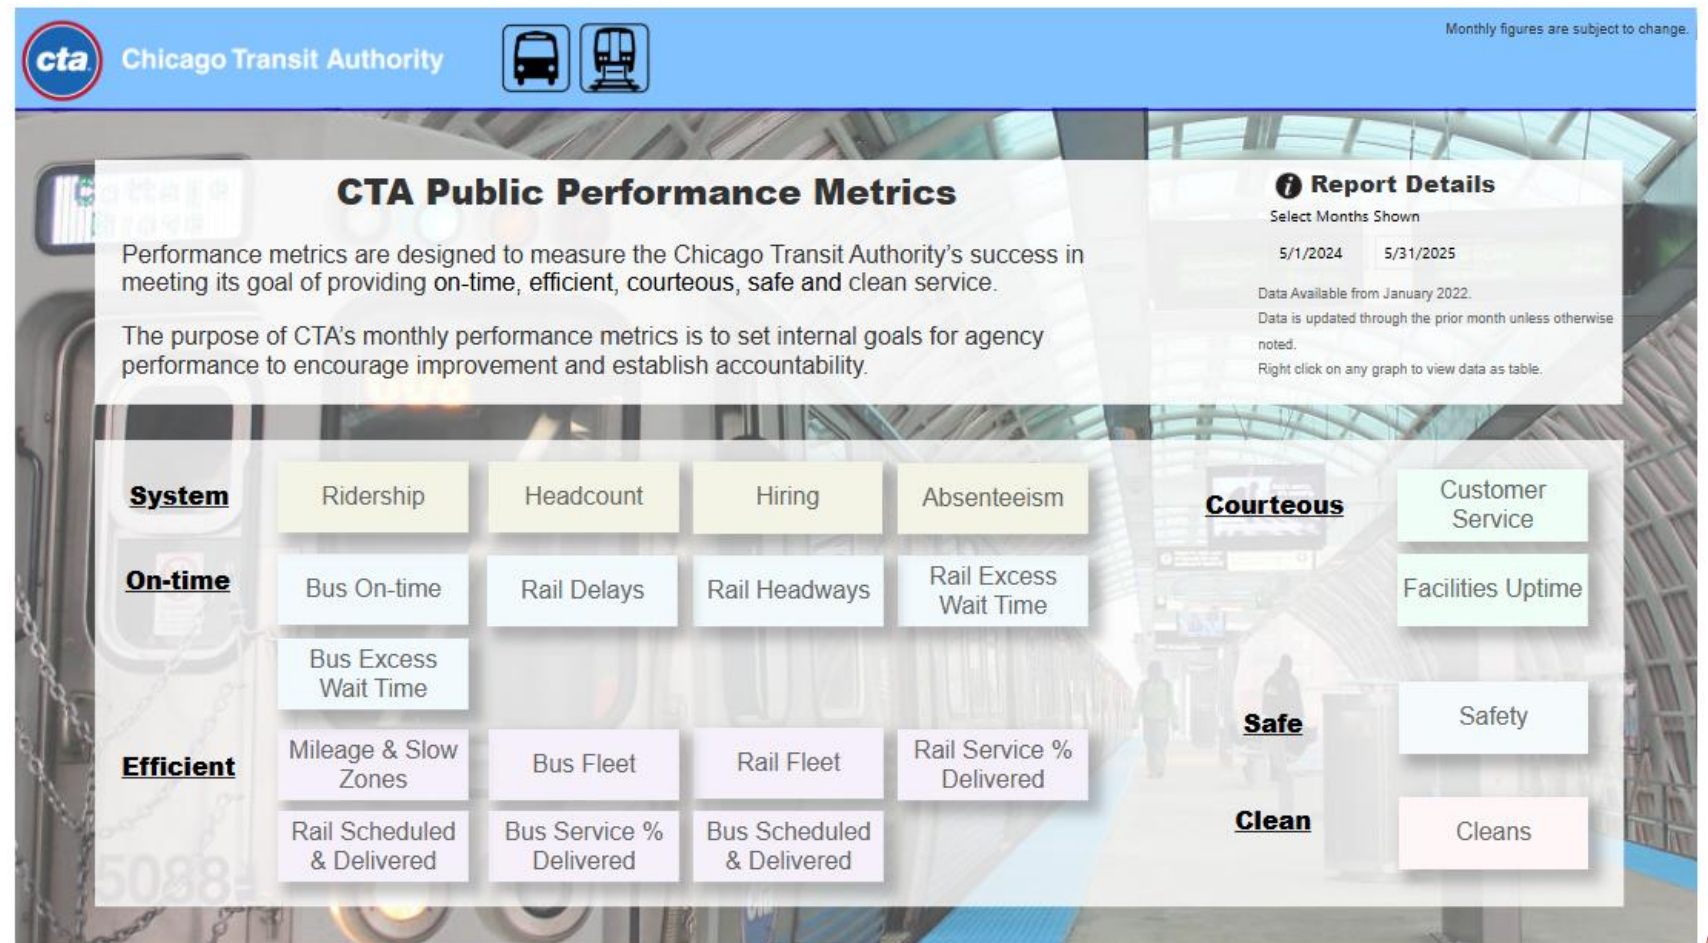 cta
Chicago Transit Authority
Monthly figures are subject to change.
CTA Public Performance Metrics
Performance metrics are designed to measure the Chicago Transit Authority's success in
meeting its goal of providing on-time, efficient, courteous, safe and clean service.
The purpose of CTA's monthly performance metrics is to set internal goals for agency
performance to encourage improvement and establish accountability.
i Report Details
Select Months Shown
5/1/2024 5/31/2025
Data Available from January 2022.
Data is updated through the prior month unless otherwise
noted.
Right click on any graph to view data as table.
System
Ridership
Headcount
Hiring
Absenteeism
On-time
Bus On-time
Rail Delays
Rail Headways
Rail Excess
Wait Time
Bus Excess
Wait Time
Efficient
Mileage & Slow
Zones
Bus Fleet
Rail Fleet
Rail Service %
Delivered
Rail Scheduled
& Delivered
Bus Service %
Delivered
Bus Scheduled
& Delivered
Courteous
Customer
Service
Facilities Uptime
Safe
Safety
Clean
Cleans
5088